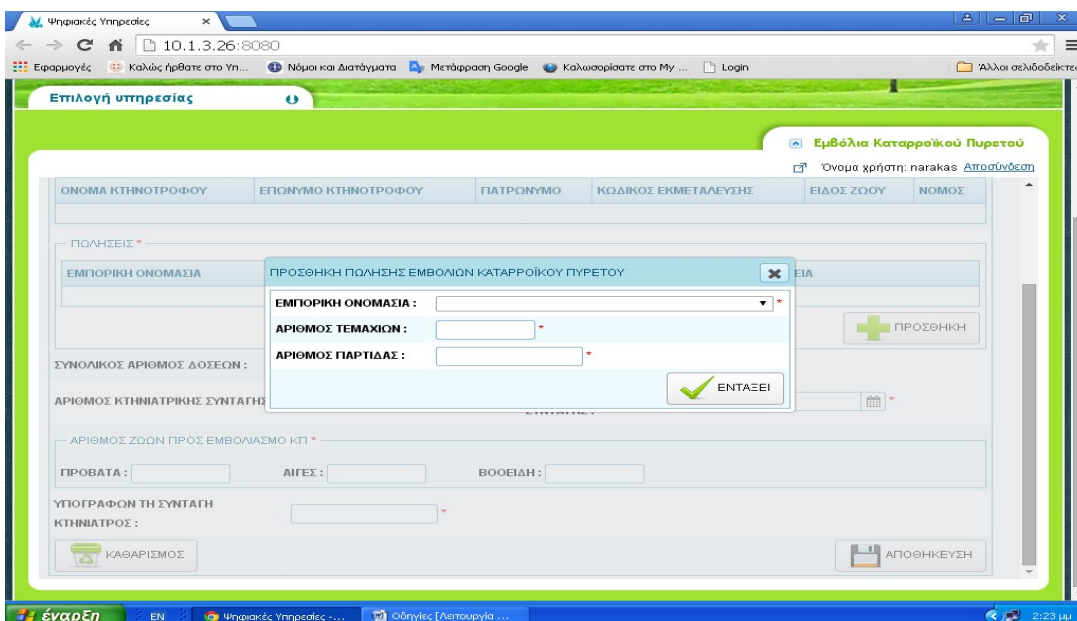 Ψηφιακές Υπηρεσίες
10.1.3.26:8080
Εφαρμογές Καλώς ήρθατε στο Υπ... Νόμοι και Διατάγματα Μετάφραση Google Καλωσορίσατε στο My ... Login Άλλοι σελιδοδείκτες
Επιλογή υπηρεσίας
Εμβόλια Καταρροϊκού Πυρετού
Όνομα χρήστη: narakas Αποσύνδεση
ΟΝΟΜΑ ΚΤΗΝΟΤΡΟΦΟΥ ΕΠΩΝΥΜΟ ΚΤΗΝΟΤΡΟΦΟΥ ΠΑΤΡΩΝΥΜΟ ΚΩΔΙΚΟΣ ΕΚΜΕΤΑΛΕΥΣΗΣ ΕΙΔΟΣ ΖΩΟΥ ΝΟΜΟΣ
ΠΩΛΗΣΕΙΣ *
ΕΜΠΟΡΙΚΗ ΟΝΟΜΑΣΙΑ ΕΙΑ
ΠΡΟΣΘΗΚΗ ΠΩΛΗΣΗΣ ΕΜΒΟΛΙΩΝ ΚΑΤΑΡΡΟΪΚΟΥ ΠΥΡΕΤΟΥ
ΕΜΠΟΡΙΚΗ ΟΝΟΜΑΣΙΑ : *
ΑΡΙΘΜΟΣ ΤΕΜΑΧΙΩΝ : *
ΑΡΙΘΜΟΣ ΠΑΡΤΙΔΑΣ : *
ΕΝΤΑΞΕΙ
ΠΡΟΣΘΗΚΗ
ΣΥΝΟΛΙΚΟΣ ΑΡΙΘΜΟΣ ΔΟΣΕΩΝ :
ΑΡΙΘΜΟΣ ΚΤΗΝΙΑΤΡΙΚΗΣ ΣΥΝΤΑΓΗΣ *
ΑΡΙΘΜΟΣ ΖΩΩΝ ΠΡΟΣ ΕΜΒΟΛΙΑΣΜΟ ΚΠ *
ΠΡΟΒΑΤΑ : ΑΙΓΕΣ : ΒΟΟΕΙΔΗ :
ΥΠΟΓΡΑΦΩΝ ΤΗ ΣΥΝΤΑΓΗ
ΚΤΗΝΙΑΤΡΟΣ : *
ΚΑΘΑΡΙΣΜΟΣ ΑΠΟΘΗΚΕΥΣΗ
έναρξη EN Ψηφιακές Υπηρεσίες -... Οδηγίες [Λειτουργία ... 2:23 μμ